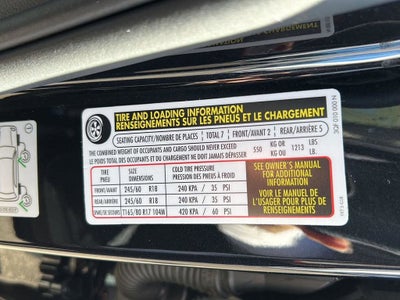 TIRE AND LOADING INFORMATION
RENSEIGNEMENTS SUR LES PNEUS ET LE CHARGEMENT
SEATING CAPACITY/NOMBRE DE PLACES TOTAL 7 FRONT/AVANT 2 REAR/ARRIÈRE 5
THE COMBINED WEIGHT OF OCCUPANTS AND CARGO SHOULD NEVER EXCEED 550 KG OR 1213 LBS
LE POIDS TOTAL DES OCCUPANTS ET DU CHARGEMENT NE DOIT JAMAIS DÉPASSER KG OU LB.
TIRE SIZE COLD TIRE PRESSURE
PNEU DIMENSIONS PRESSION DES PNEUS À FROID
FRONT/AVANT 245/60 R18 240 KPA / 35 PSI
REAR/ARRIÈRE 245/60 R18 240 KPA / 35 PSI
T165/80 R17 104M 420 KPA / 60 PSI
SEE OWNER'S MANUAL
FOR ADDITIONAL
INFORMATION
VOIR LE MANUEL DE
L'USAGER POUR PLUS DE
RENSEIGNEMENTS